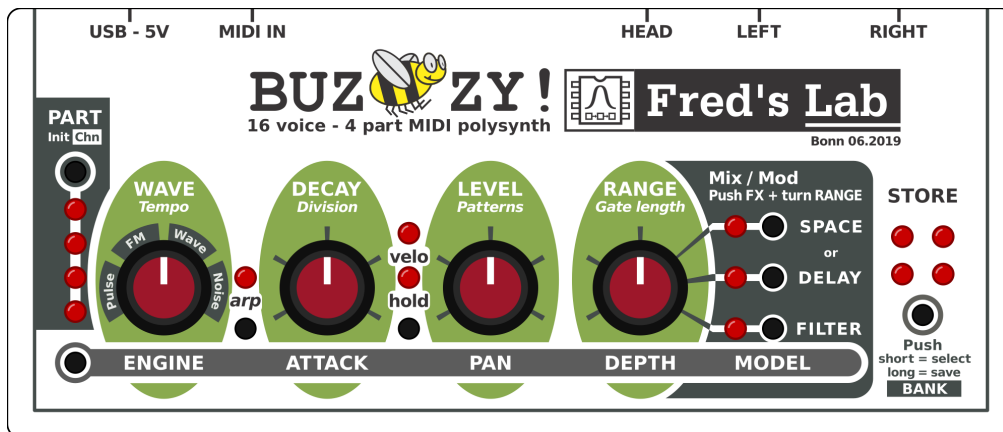 USB - 5V MIDI IN HEAD LEFT RIGHT
BUZ ZY !
16 voice - 4 part MIDI polysynth
Fred's Lab
Bonn 06.2019
PART
Init Chn
WAVE
Tempo
DECAY
Division
LEVEL
Patterns
RANGE
Gate length
Mix / Mod
Push FX + turn RANGE
SPACE
or
DELAY
FILTER
STORE
Pulse
FM
Wave
Noise
arp
velo
hold
ENGINE ATTACK PAN DEPTH MODEL
Push
short = select
long = save
BANK